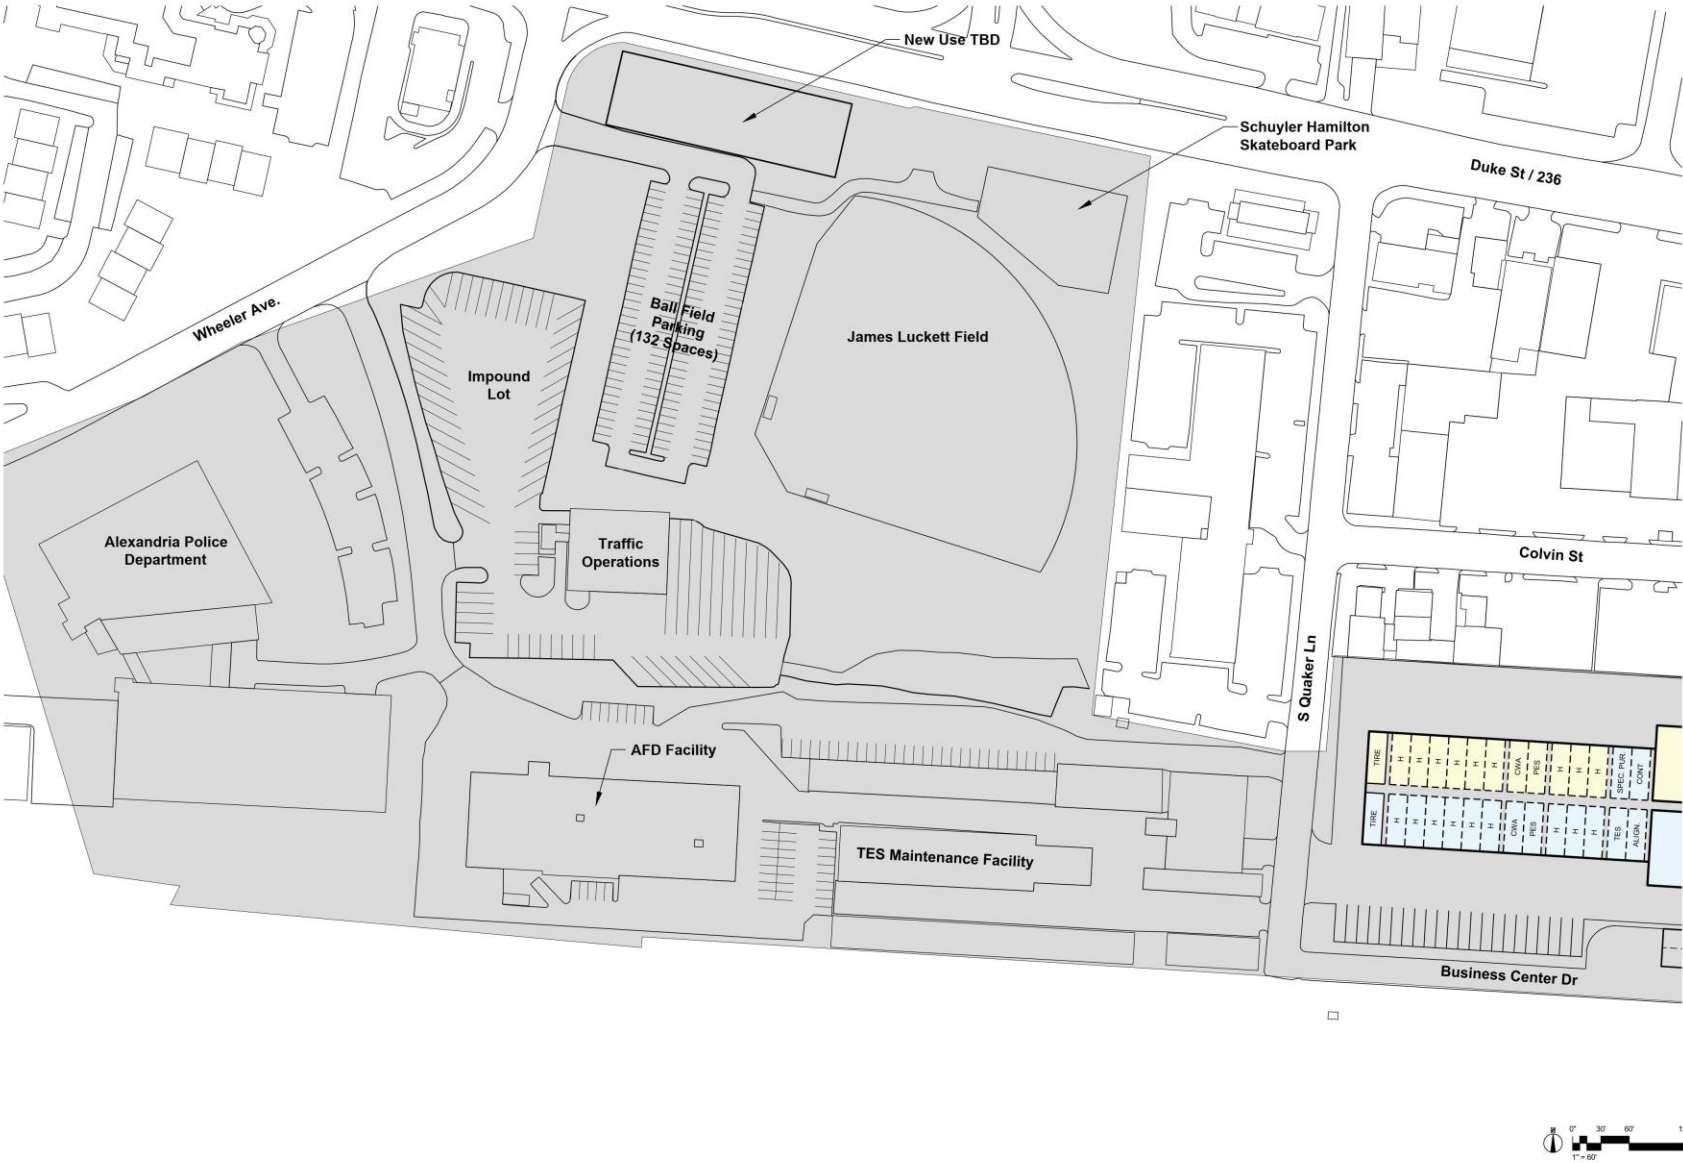 New Use TBD
Schuyler Hamilton
Skateboard Park
Duke St / 236
Wheeler Ave.
Ball Field
Parking
(132 Spaces)
James Luckett Field
Impound
Lot
Alexandria Police
Department
Traffic
Operations
Colvin St
S Quaker Ln
AFD Facility
TES Maintenance Facility
TIRE
H
H
H
H
H
H
CWA
PES
H
H
H
SPEC. PUR.
CONT
TIRE
H
H
H
H
H
H
CWA
PES
H
H
H
TES
ALIGN.
Business Center Dr
N
0" 30' 60'
1" = 60'